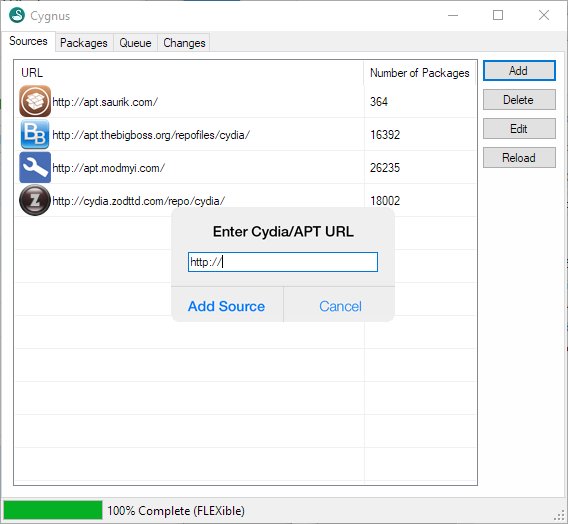 Cygnus
Sources Packages Queue Changes
URL Number of Packages
http://apt.saurik.com/ 364
http://apt.thebigboss.org/repofiles/cydia/ 16392
http://apt.modmyi.com/ 26235
http://cydia.zodttd.com/repo/cydia/ 18002
Add
Delete
Edit
Reload
Enter Cydia/APT URL
http://
Add Source Cancel
100% Complete (FLEXible)